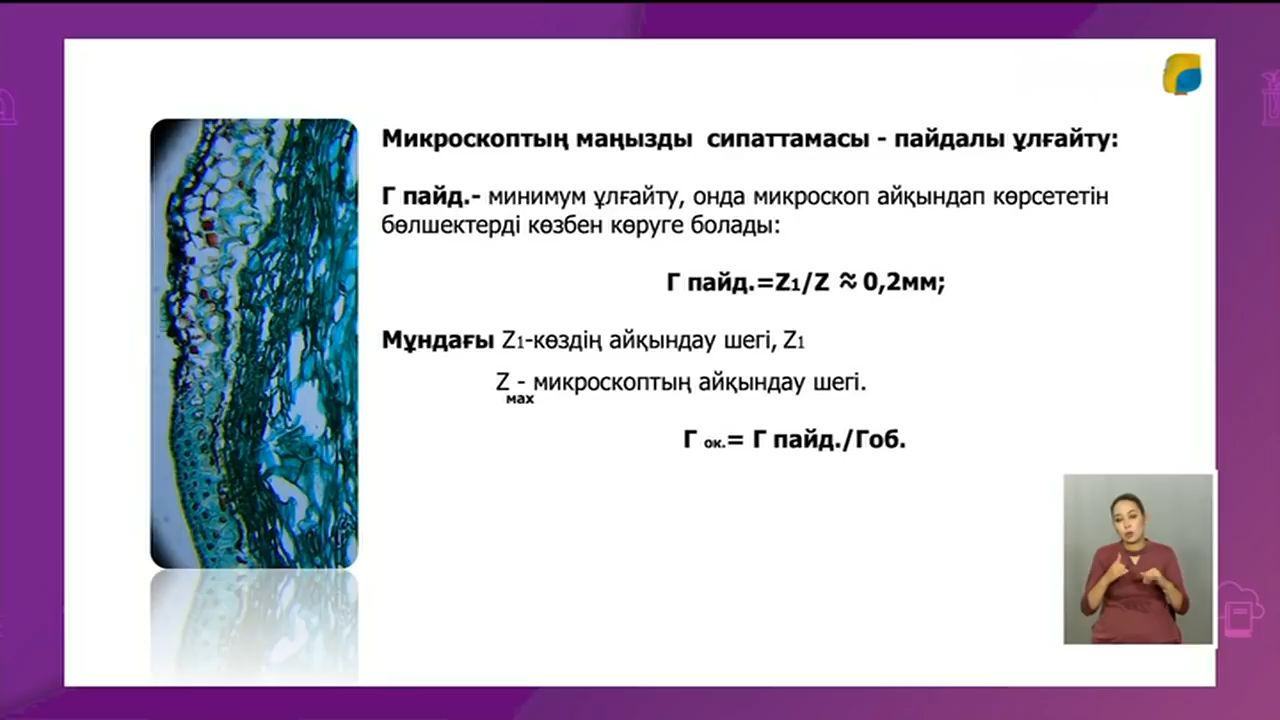 Микроскоптың маңызды сипаттамасы - пайдалы ұлғайту:
Г пайд.- минимум ұлғайту, онда микроскоп айқындап көрсететін
бөлшектерді көзбен көруге болады:
Г пайд.=Z1/Z ≈ 0,2мм;
Мұндағы Z1-көздің айқындау шегі, Z1
Z - микроскоптың айқындау шегі.
мах
Г ок.= Г пайд./Гоб.